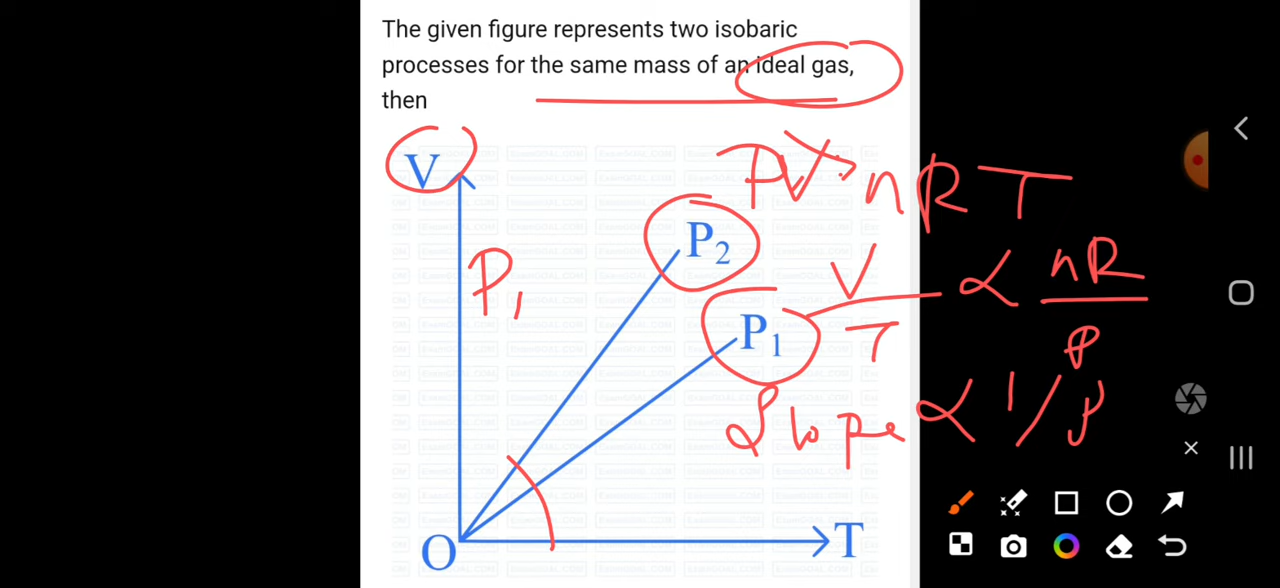 The given figure represents two isobaric
processes for the same mass of an ideal gas,
then
V
PV = nRT
P₂
P₁
V/T ∝ nR/P
P₁
Slope ∝ 1/P
O
T